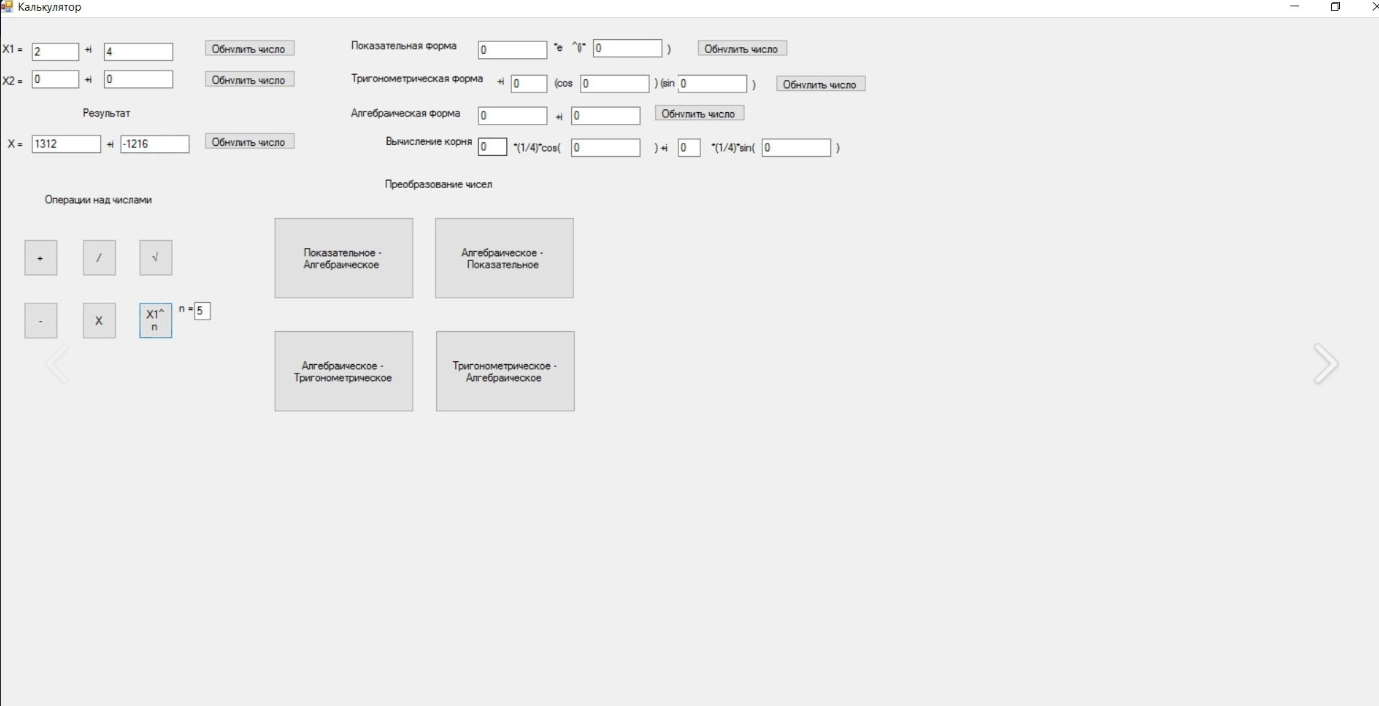 Калькулятор
X1 = 2 +i 4 Обнулить число
X2 = 0 +i 0 Обнулить число
Результат
X = 1312 +i -1216 Обнулить число
Показательная форма 0 *e ^(i* 0 ) Обнулить число
Тригонометрическая форма +i 0 (cos 0 ) (sin 0 ) Обнулить число
Алгебраическая форма 0 +i 0 Обнулить число
Вычисление корня 0 *(1/4)*cos( 0 ) +i 0 *(1/4)*sin( 0 )
Операции над числами
+ / √
- X X1^
n
n = 5
Преобразование чисел
Показательное -
Алгебраическое
Алгебраическое -
Показательное
Алгебраическое -
Тригонометрическое
Тригонометрическое -
Алгебраическое